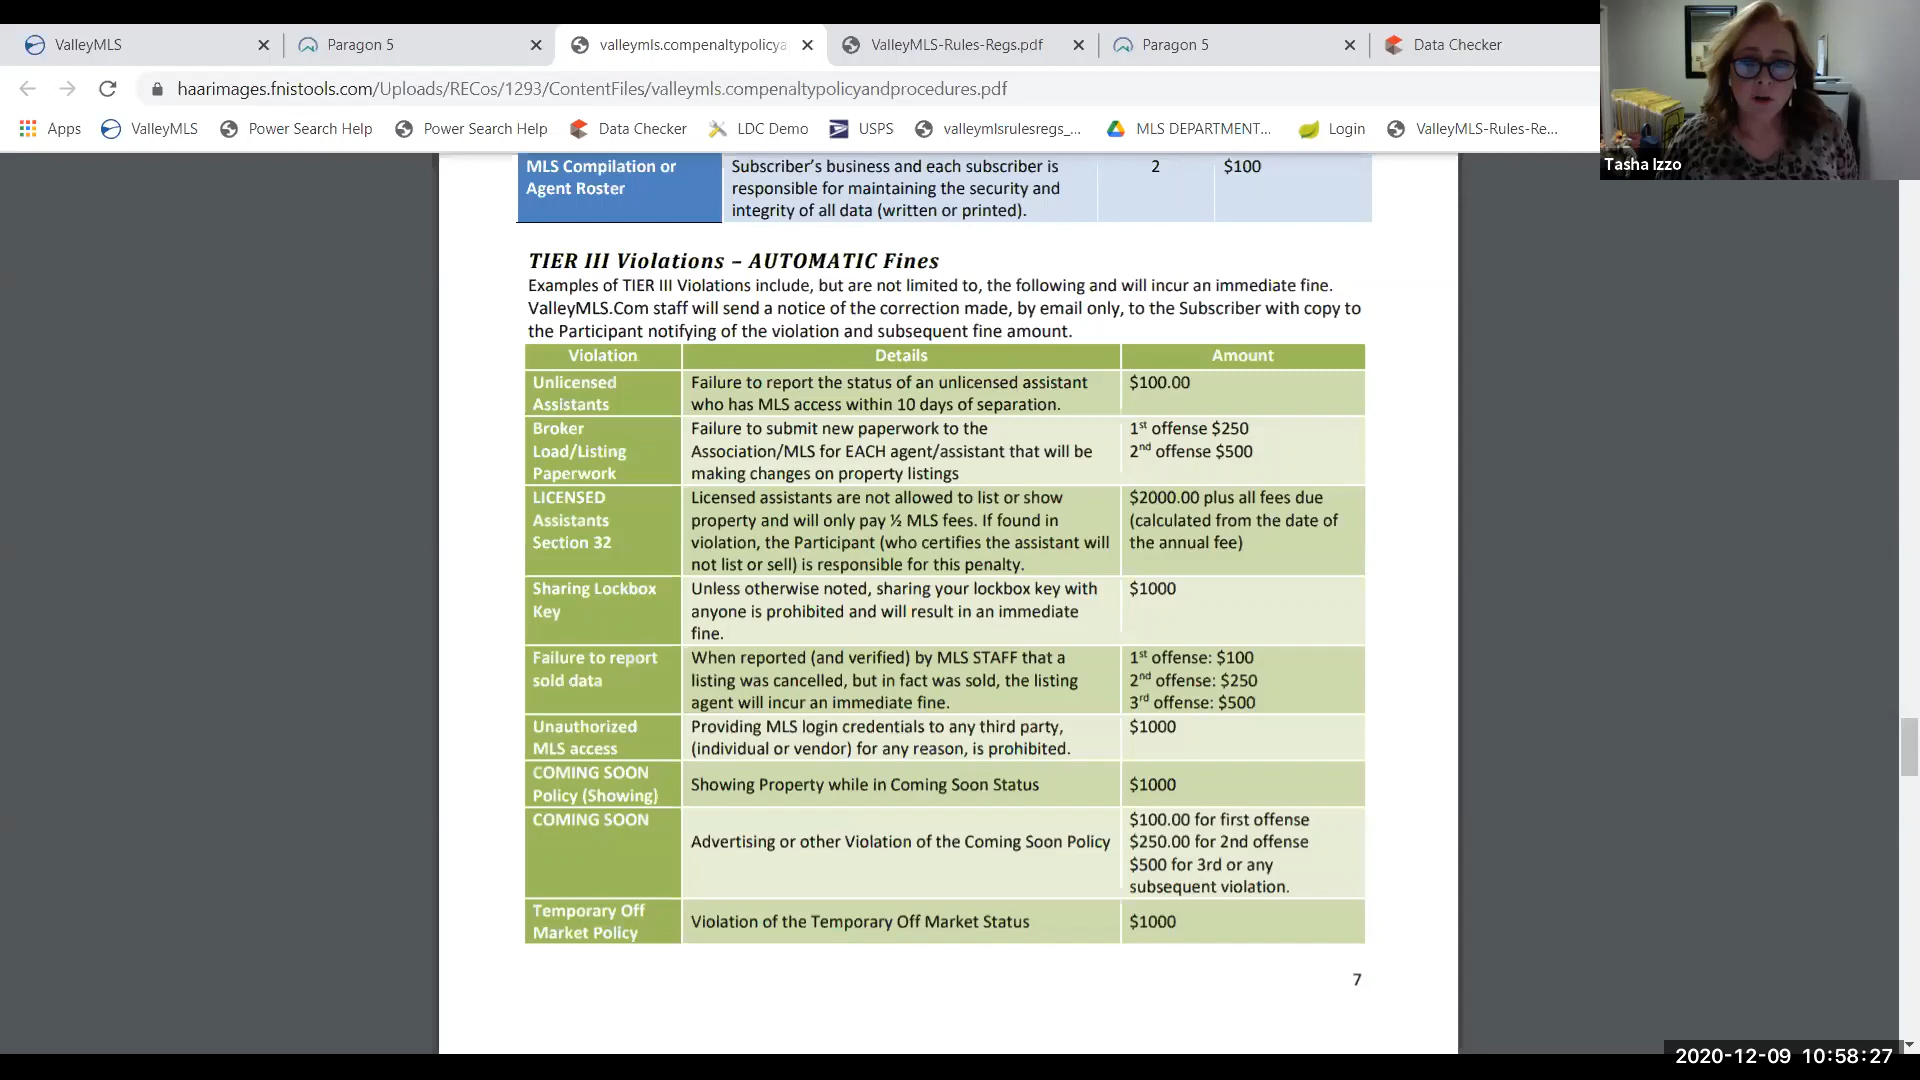 ValleyMLS
Paragon 5
valleymls.compenaltypolicya
ValleyMLS-Rules-Regs.pdf
Paragon 5
Data Checker
haarimages.fnistools.com/Uploads/RECos/1293/ContentFiles/valleymls.compenaltypolicyandprocedures.pdf
Apps
ValleyMLS
Power Search Help
Power Search Help
Data Checker
LDC Demo
USPS
valleymlsrulesregs_...
MLS DEPARTMENT...
Login
ValleyMLS-Rules-Re...
Tasha Izzo
MLS Compilation or
Agent Roster
Subscriber's business and each subscriber is
responsible for maintaining the security and
integrity of all data (written or printed).
2
$100
TIER III Violations – AUTOMATIC Fines
Examples of TIER III Violations include, but are not limited to, the following and will incur an immediate fine.
ValleyMLS.Com staff will send a notice of the correction made, by email only, to the Subscriber with copy to
the Participant notifying of the violation and subsequent fine amount.
Violation
Details
Amount
Unlicensed
Assistants
Failure to report the status of an unlicensed assistant
who has MLS access within 10 days of separation.
$100.00
Broker
Load/Listing
Paperwork
Failure to submit new paperwork to the
Association/MLS for EACH agent/assistant that will be
making changes on property listings
1st offense $250
2nd offense $500
LICENSED
Assistants
Section 32
Licensed assistants are not allowed to list or show
property and will only pay ½ MLS fees. If found in
violation, the Participant (who certifies the assistant will
not list or sell) is responsible for this penalty.
$2000.00 plus all fees due
(calculated from the date of
the annual fee)
Sharing Lockbox
Key
Unless otherwise noted, sharing your lockbox key with
anyone is prohibited and will result in an immediate
fine.
$1000
Failure to report
sold data
When reported (and verified) by MLS STAFF that a
listing was cancelled, but in fact was sold, the listing
agent will incur an immediate fine.
1st offense: $100
2nd offense: $250
3rd offense: $500
Unauthorized
MLS access
Providing MLS login credentials to any third party,
(individual or vendor) for any reason, is prohibited.
$1000
COMING SOON
Policy (Showing)
Showing Property while in Coming Soon Status
$1000
COMING SOON
Advertising or other Violation of the Coming Soon Policy
$100.00 for first offense
$250.00 for 2nd offense
$500 for 3rd or any
subsequent violation.
Temporary Off
Market Policy
Violation of the Temporary Off Market Status
$1000
7
2020-12-09 10:58:27